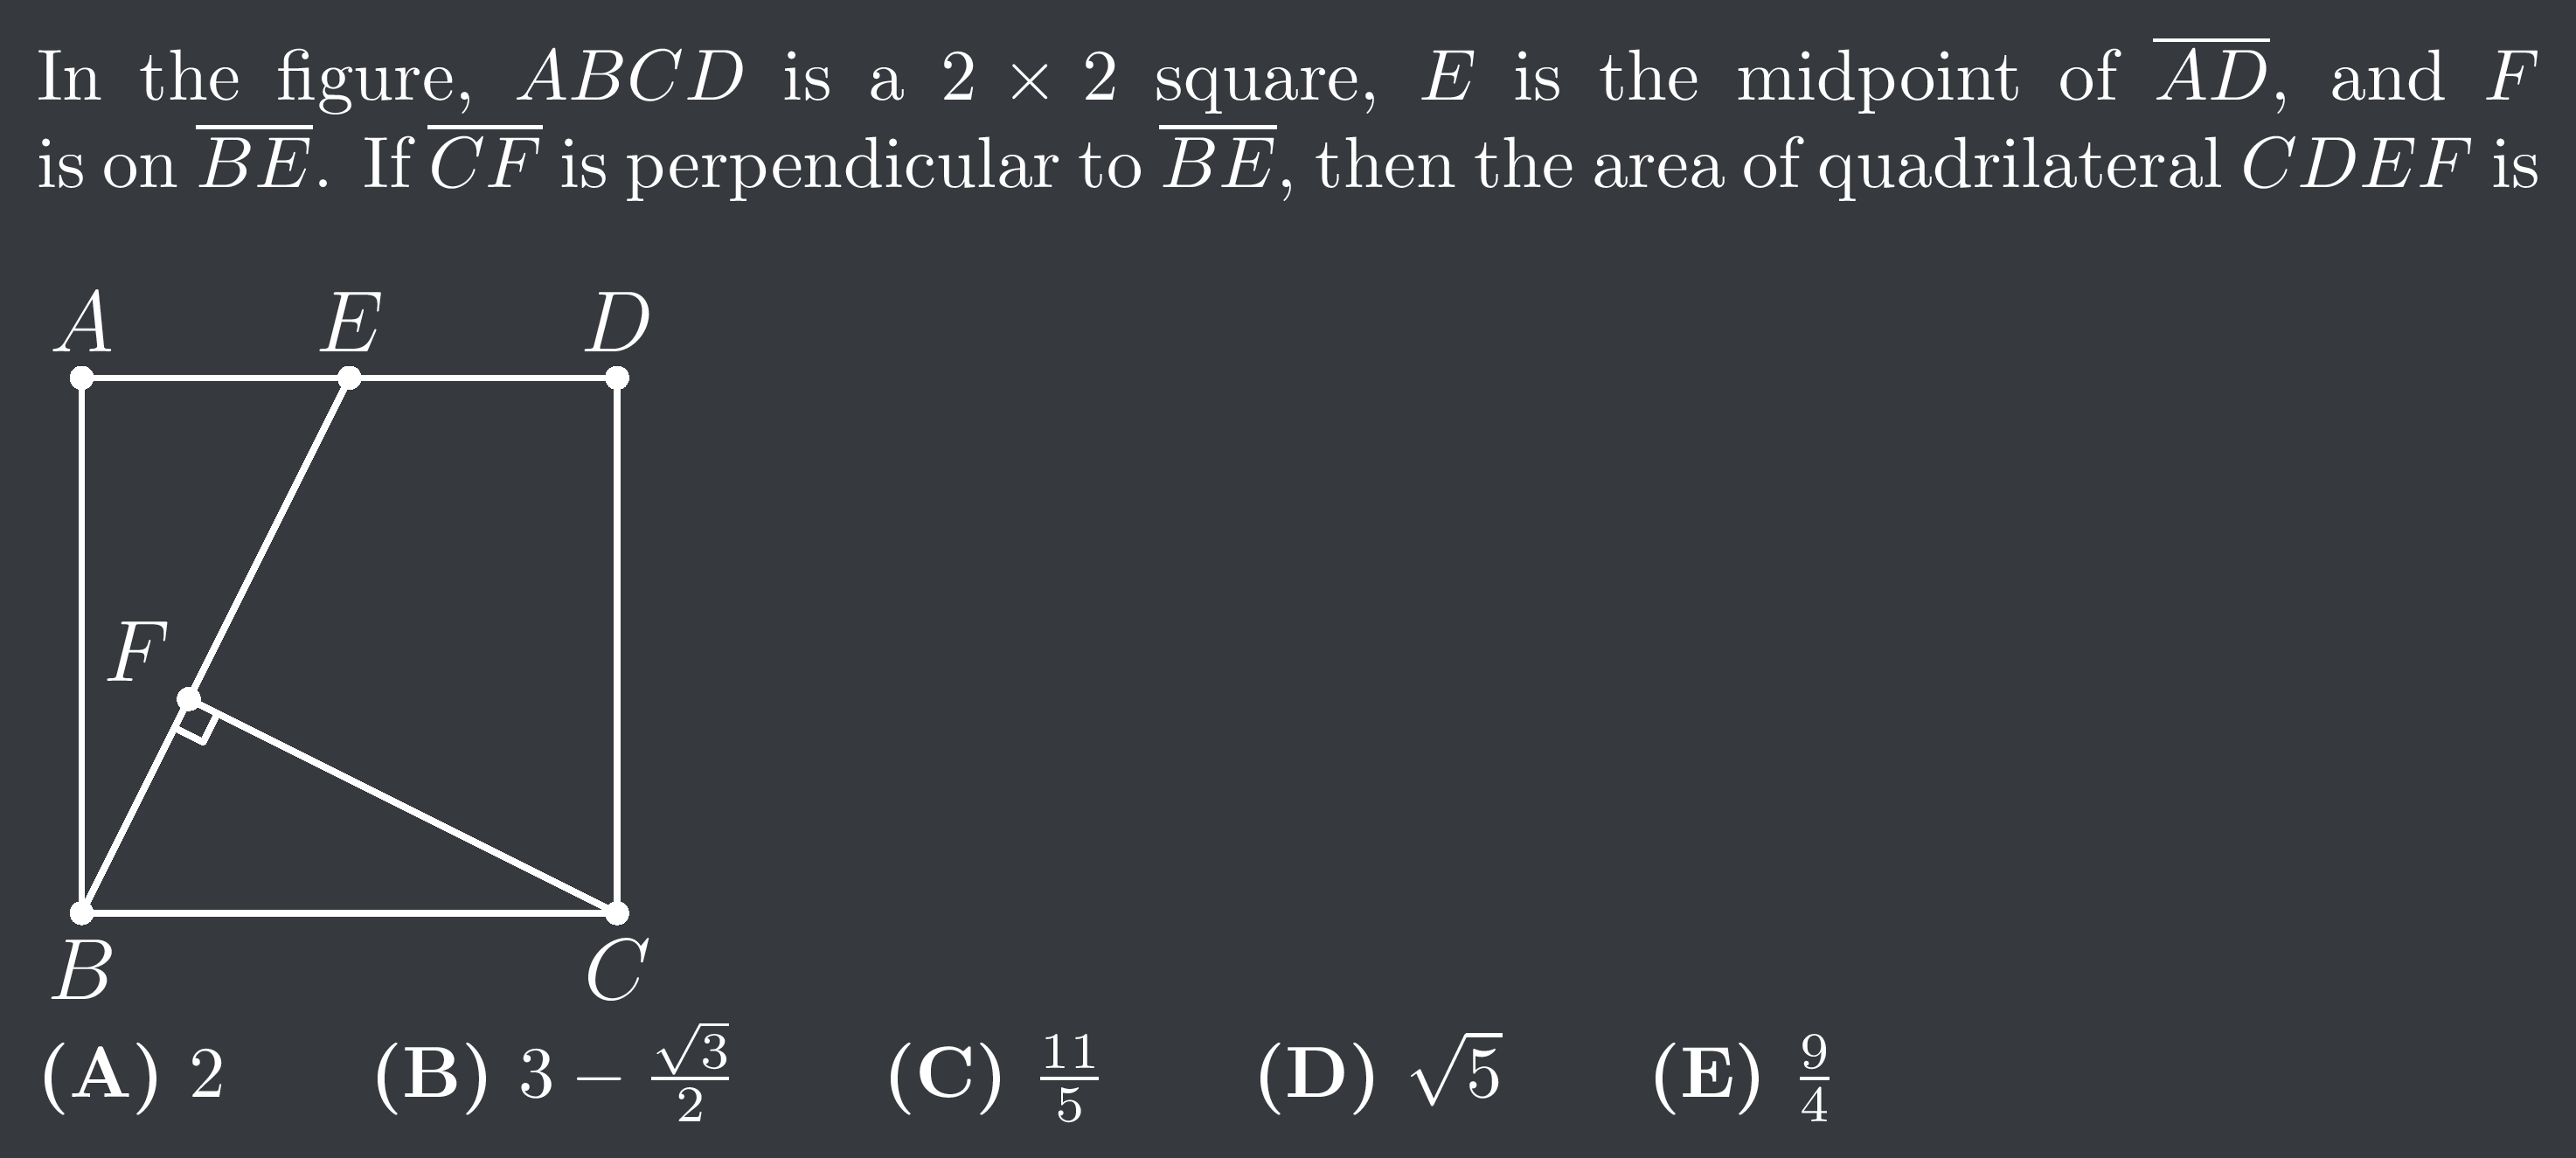 In the figure, $ABCD$ is a $2 \times 2$ square, $E$ is the midpoint of $\overline{AD}$, and $F$
is on $\overline{BE}$. If $\overline{CF}$ is perpendicular to $\overline{BE}$, then the area of quadrilateral $CDEF$ is
A E D
F
B C
(A) $2$ (B) $3 - \frac{\sqrt{3}}{2}$ (C) $\frac{11}{5}$ (D) $\sqrt{5}$ (E) $\frac{9}{4}$